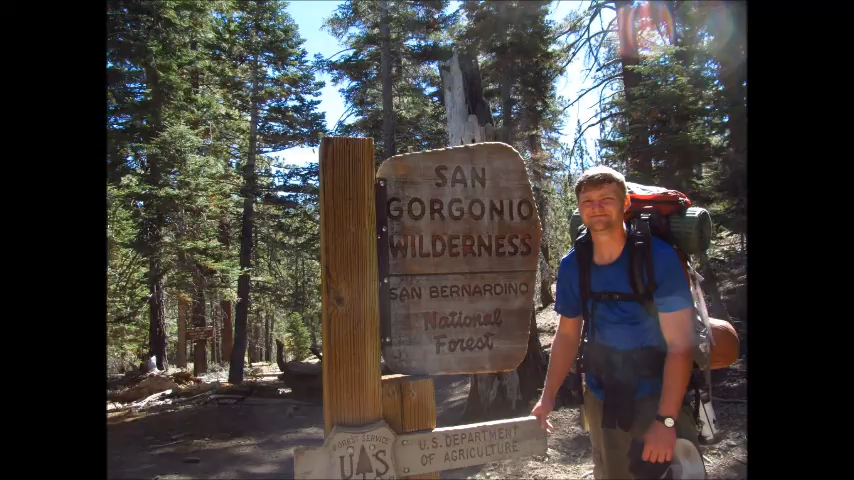 SAN
GORGONIO
WILDERNESS
SAN BERNARDINO
National
Forest
FOREST SERVICE
U S
U.S. DEPARTMENT
OF AGRICULTURE